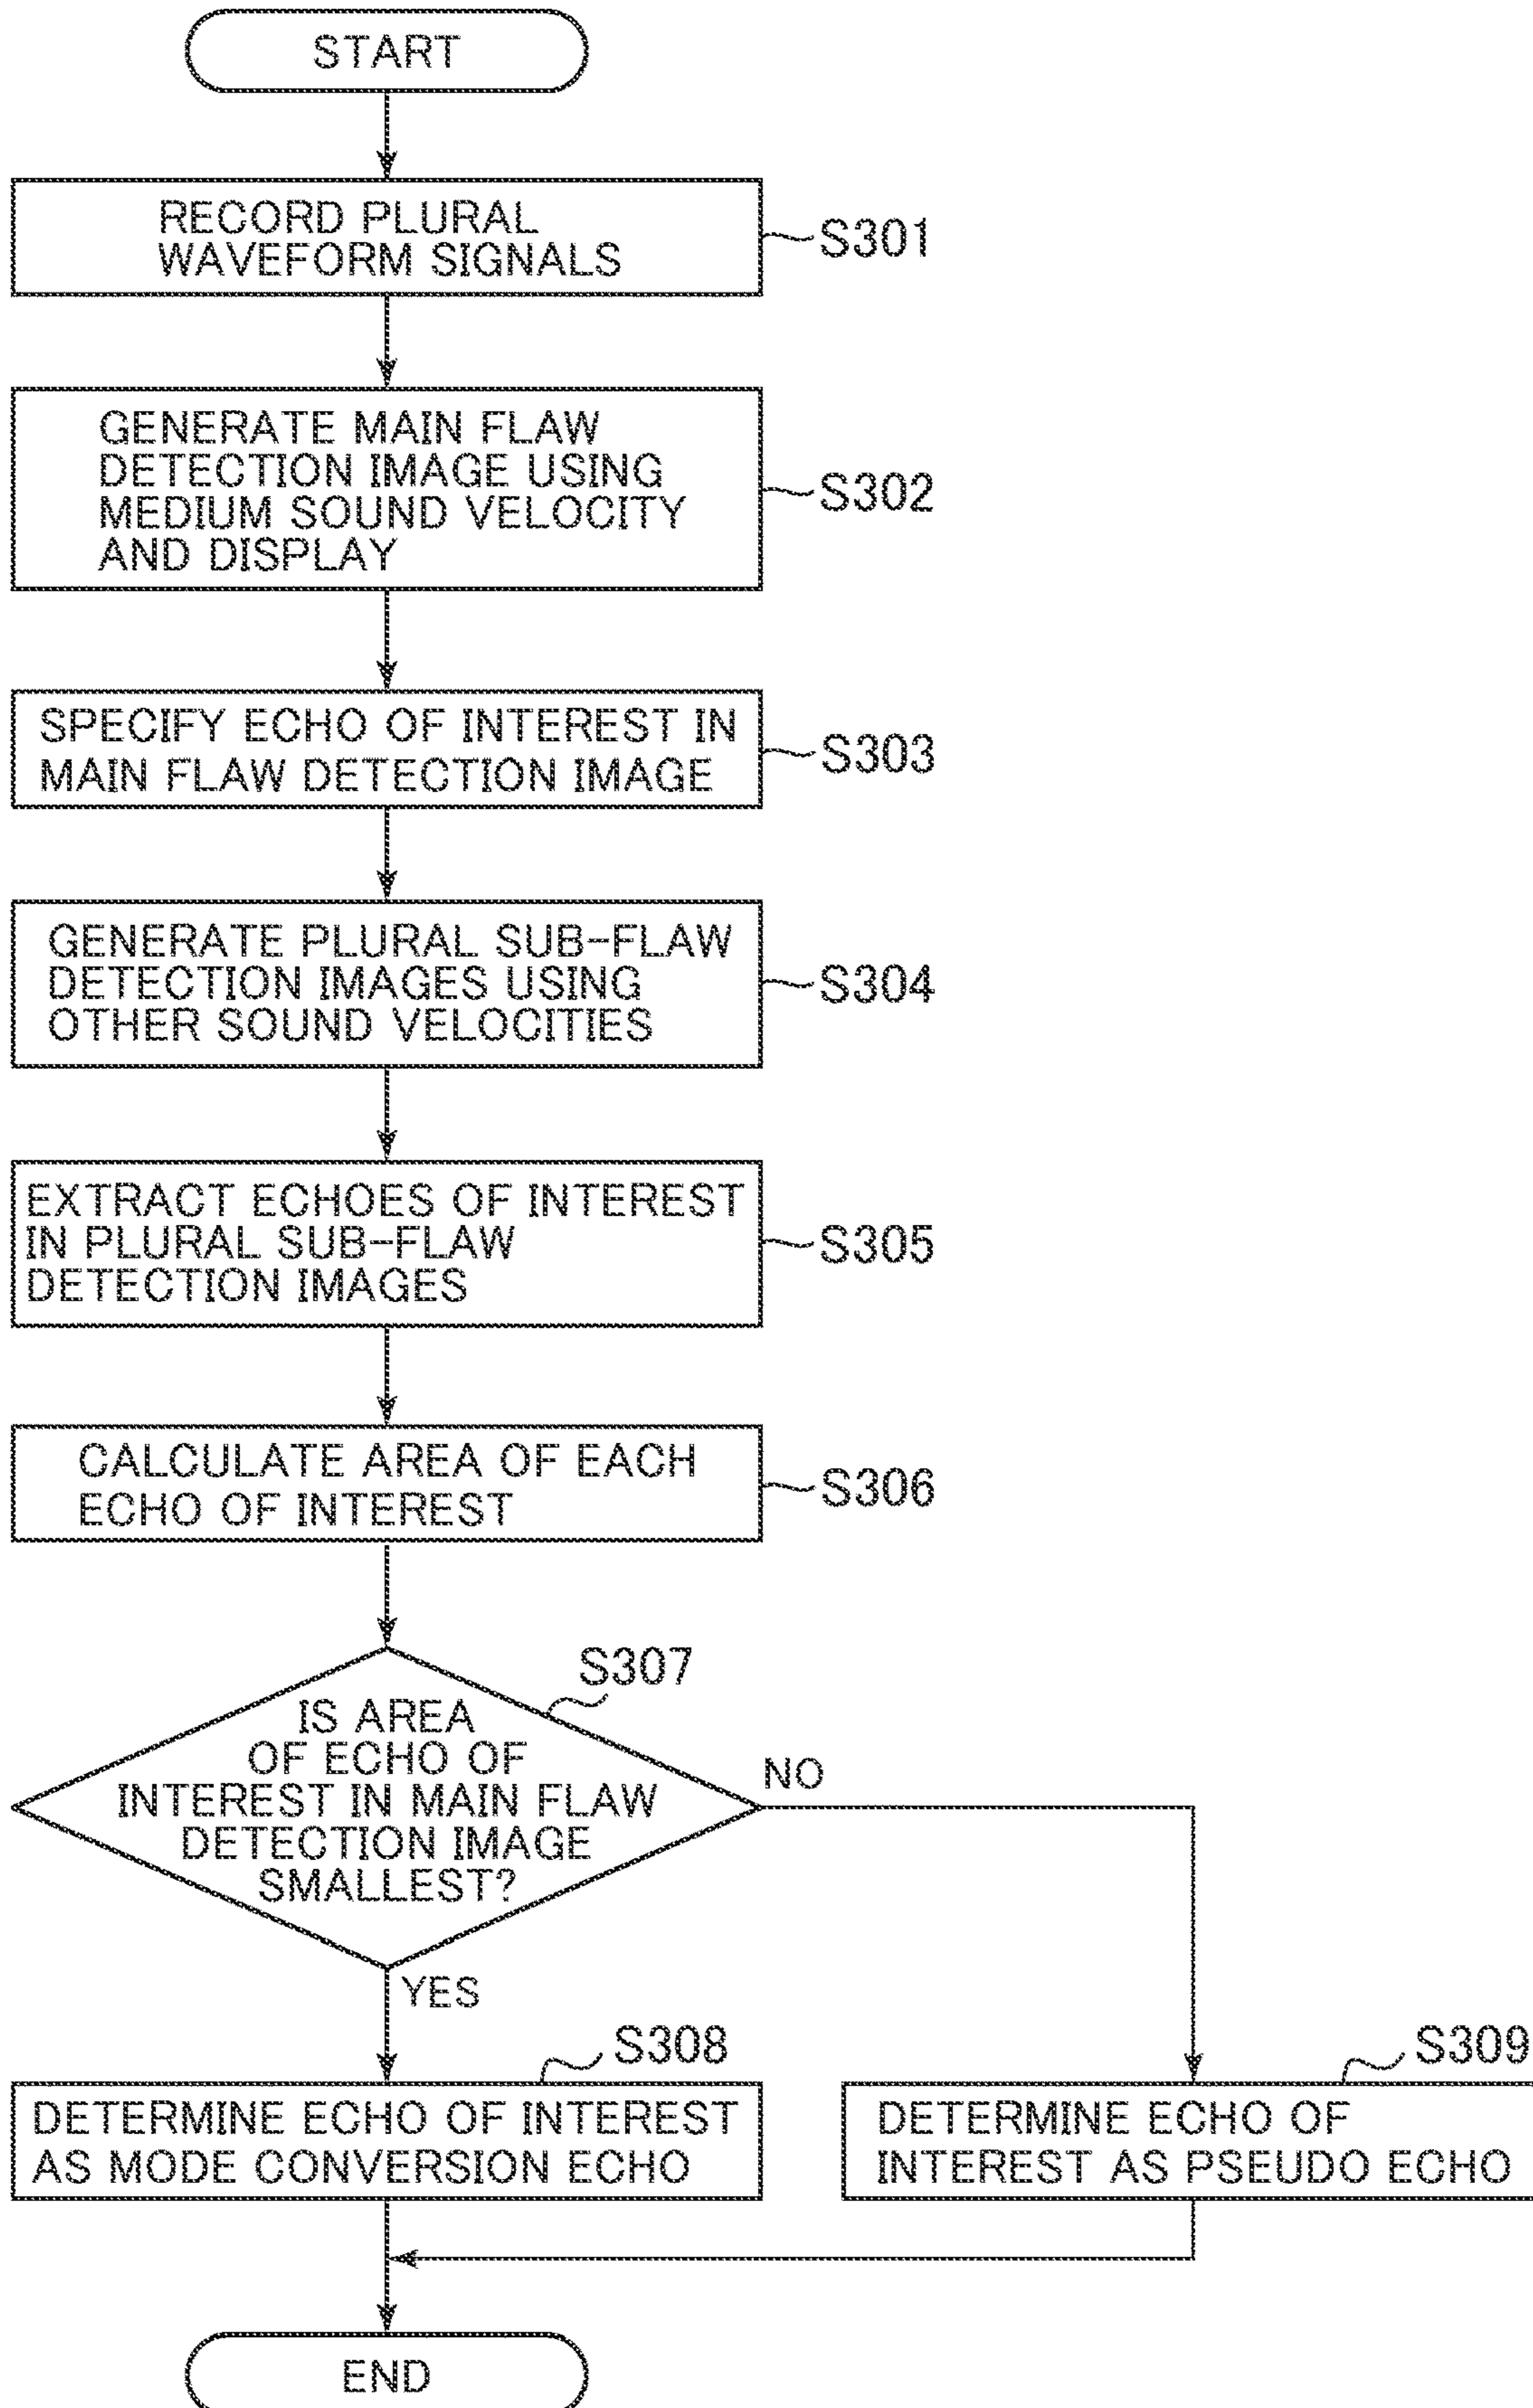 START
RECORD PLURAL
WAVEFORM SIGNALS
S301
GENERATE MAIN FLAW
DETECTION IMAGE USING
MEDIUM SOUND VELOCITY
AND DISPLAY
S302
SPECIFY ECHO OF INTEREST IN
MAIN FLAW DETECTION IMAGE
S303
GENERATE PLURAL SUB-FLAW
DETECTION IMAGES USING
OTHER SOUND VELOCITIES
S304
EXTRACT ECHOES OF INTEREST
IN PLURAL SUB-FLAW
DETECTION IMAGES
S305
CALCULATE AREA OF EACH
ECHO OF INTEREST
S306
S307
IS AREA
OF ECHO OF
INTEREST IN MAIN FLAW
DETECTION IMAGE
SMALLEST?
NO
YES
S308
DETERMINE ECHO OF INTEREST
AS MODE CONVERSION ECHO
S309
DETERMINE ECHO OF
INTEREST AS PSEUDO ECHO
END